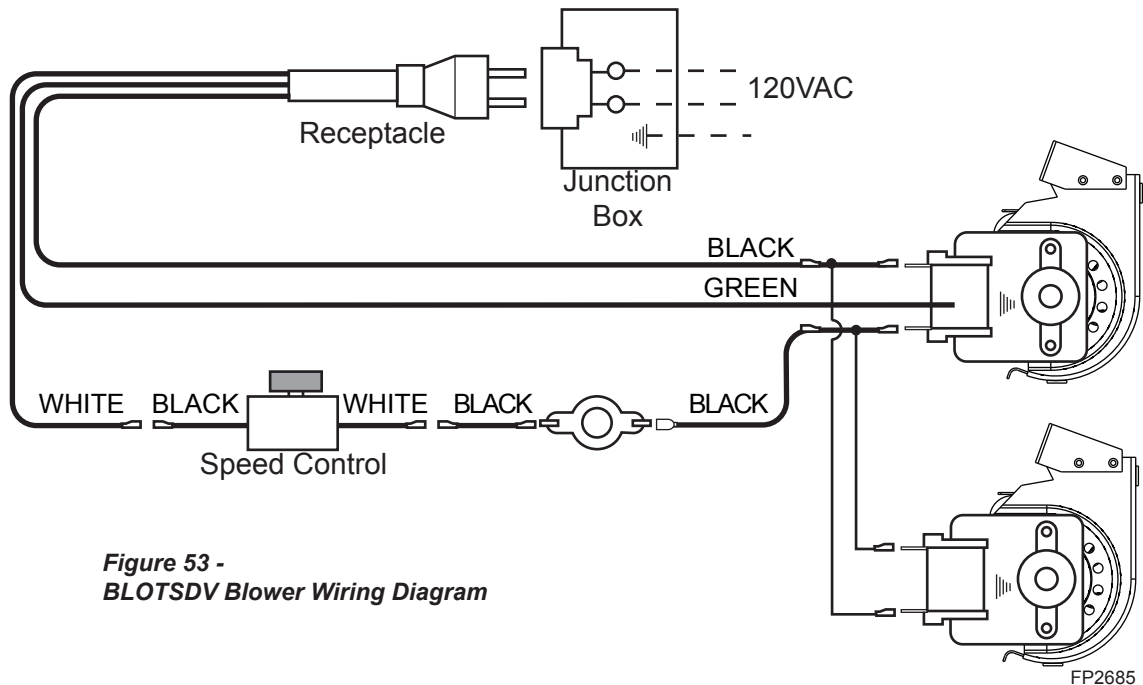 120VAC
Receptacle
Junction
Box
BLACK
GREEN
WHITE BLACK WHITE BLACK BLACK
Speed Control
Figure 53 -
BLOTSDV Blower Wiring Diagram
FP2685